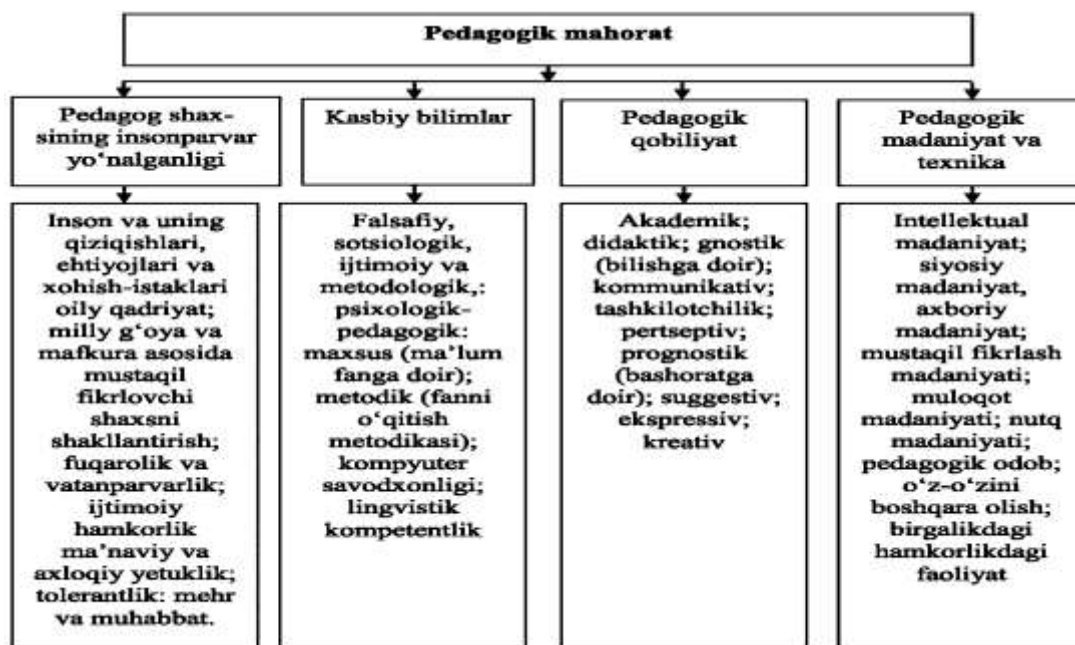 Pedagogik mahorat
Pedagog shax-
sining insonparvar
yo‘nalganligi
Kasbiy bilimlar
Pedagogik
qobiliyat
Pedagogik
madaniyat va
texnika
Inson va uning
qiziqishlari,
ehtiyojlari va
xohish-istaklari
oily qadriyat;
milly g‘oya va
mafkura asosida
mustaqil
fikrlovchi
shaxsni
shakllantirish;
fuqarolik va
vatanparvarlik;
ijtimoiy
hamkorlik
ma’naviy va
axloqiy yetuklik;
tolerantlik: mehr
va muhabbat.
Falsafiy,
sotsiologik,
ijtimoiy va
metodologik,:
psixologik-
pedagogik:
maxsus (ma’lum
fanga doir);
metodik (fanni
o‘qitish
metodikasi);
kompyuter
savodxonligi;
lingvistik
kompetentlik
Akademik;
didaktik; gnostik
(bilishga doir);
kommunikativ;
tashkilotchilik;
pertseptiv;
prognostik
(bashoratga
doir); suggestiv;
ekspressiv;
kreativ
Intellektual
madaniyat;
siyosiy
madaniyat,
axboriy
madaniyat;
mustaqil fikrlash
madaniyati;
muloqot
madaniyati; nutq
madaniyati;
pedagogik odob;
o‘z-o‘zini
boshqara olish;
birgalikdagi
hamkorlikdagi
faoliyat